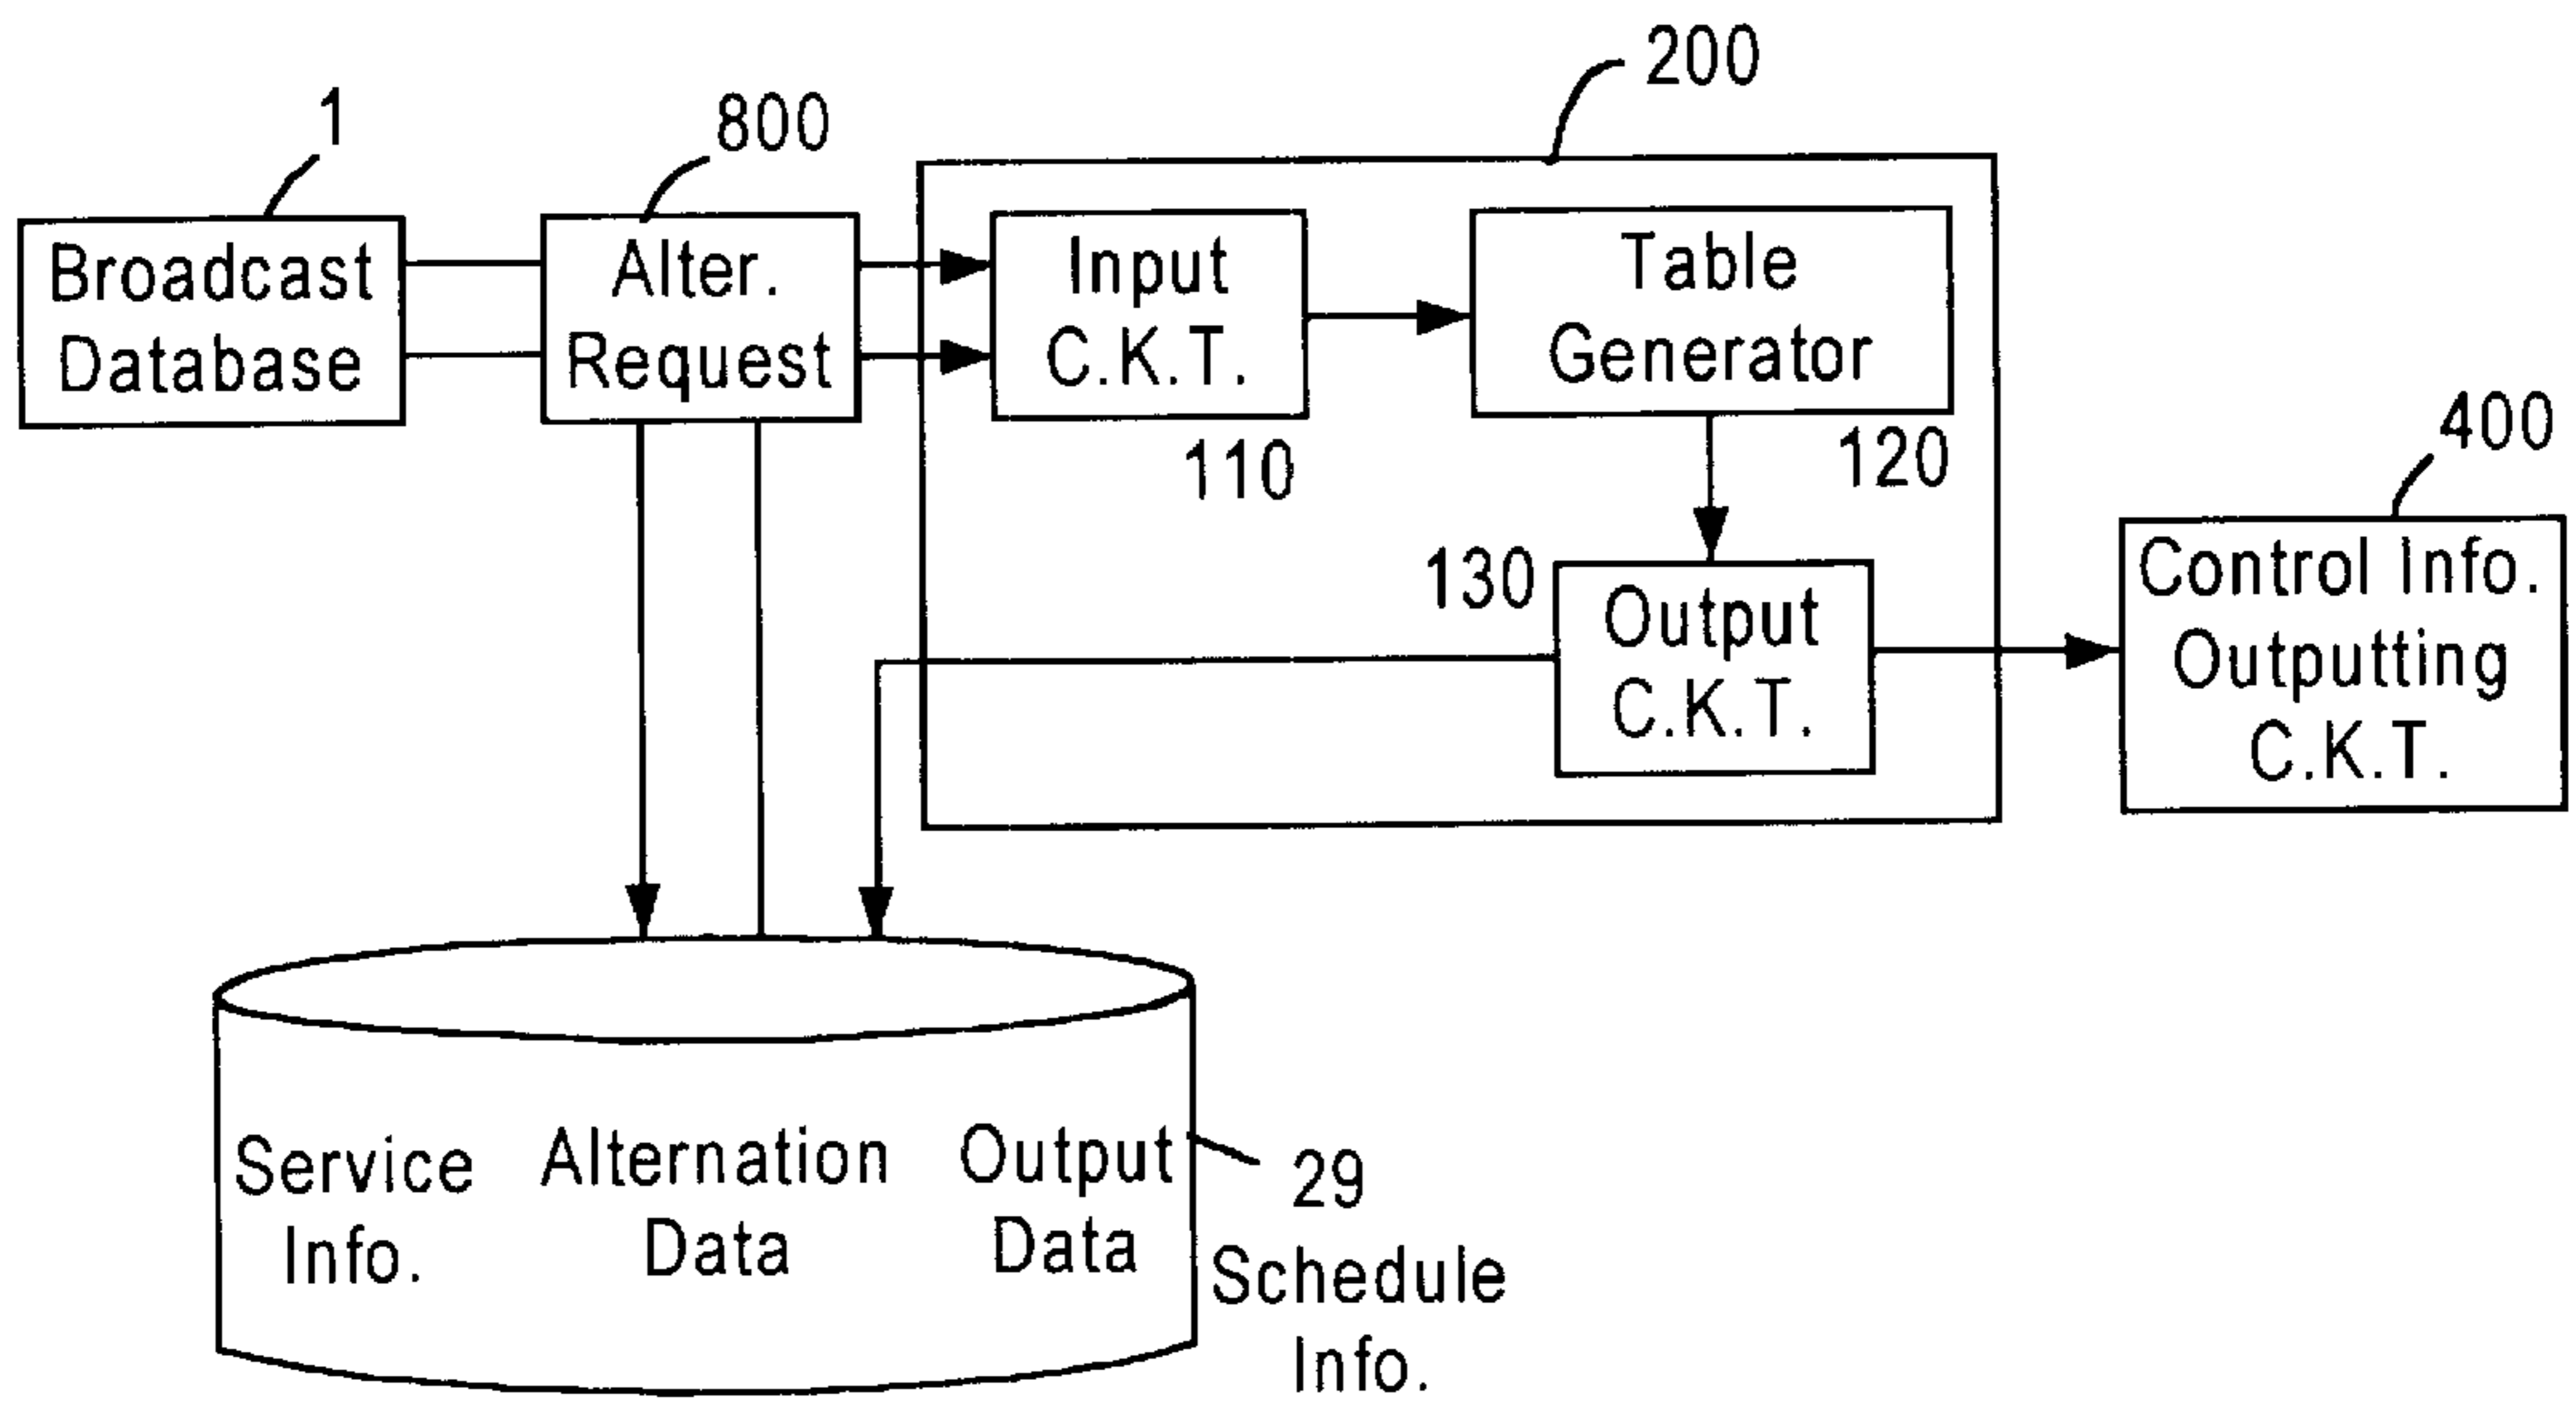 1
800
200
Broadcast
Database
Alter.
Request
Input
C.K.T.
110
Table
Generator
120
130
Output
C.K.T.
400
Control Info.
Outputting
C.K.T.
Service
Info.
Alternation
Data
Output
Data
29
Schedule
Info.